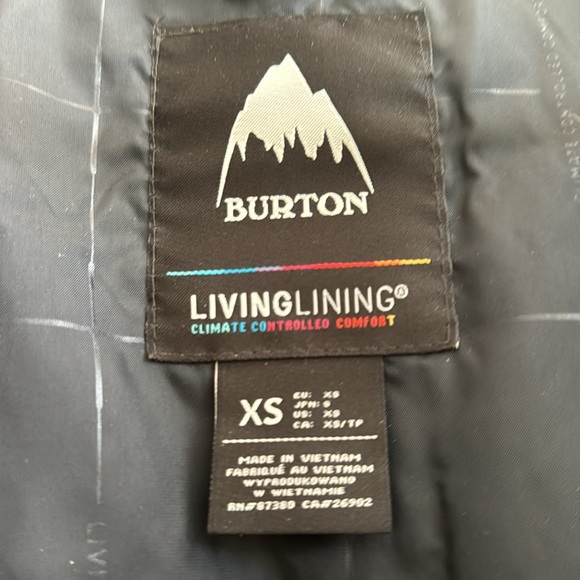 BURTON
LIVINGLINING®
CLIMATE CONTROLLED COMFORT
XS
EU: XS
JPN: S
US: XS
CA: XS/TP
MADE IN VIETNAM
FABRIQUÉ AU VIETNAM
WYPRODUKOWANO
W WIETNAMIE
RN#87380 CA#26902